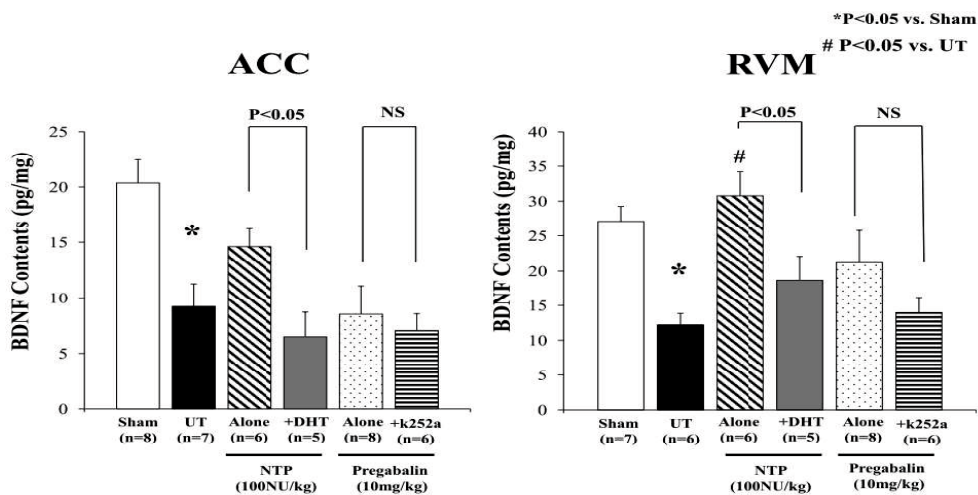 *P<0.05 vs. Sham
# P<0.05 vs. UT
ACC
P<0.05
NS
BDNF Contents (pg/mg)
25
20
15
10
5
0
*
Sham
(n=8)
UT
(n=7)
Alone
(n=6)
+DHT
(n=5)
Alone
(n=8)
+k252a
(n=6)
NTP
(100NU/kg)
Pregabalin
(10mg/kg)
RVM
P<0.05
NS
BDNF Contents (pg/mg)
40
35
30
25
20
15
10
5
0
*
#
Sham
(n=7)
UT
(n=6)
Alone
(n=6)
+DHT
(n=5)
Alone
(n=8)
+k252a
(n=6)
NTP
(100NU/kg)
Pregabalin
(10mg/kg)